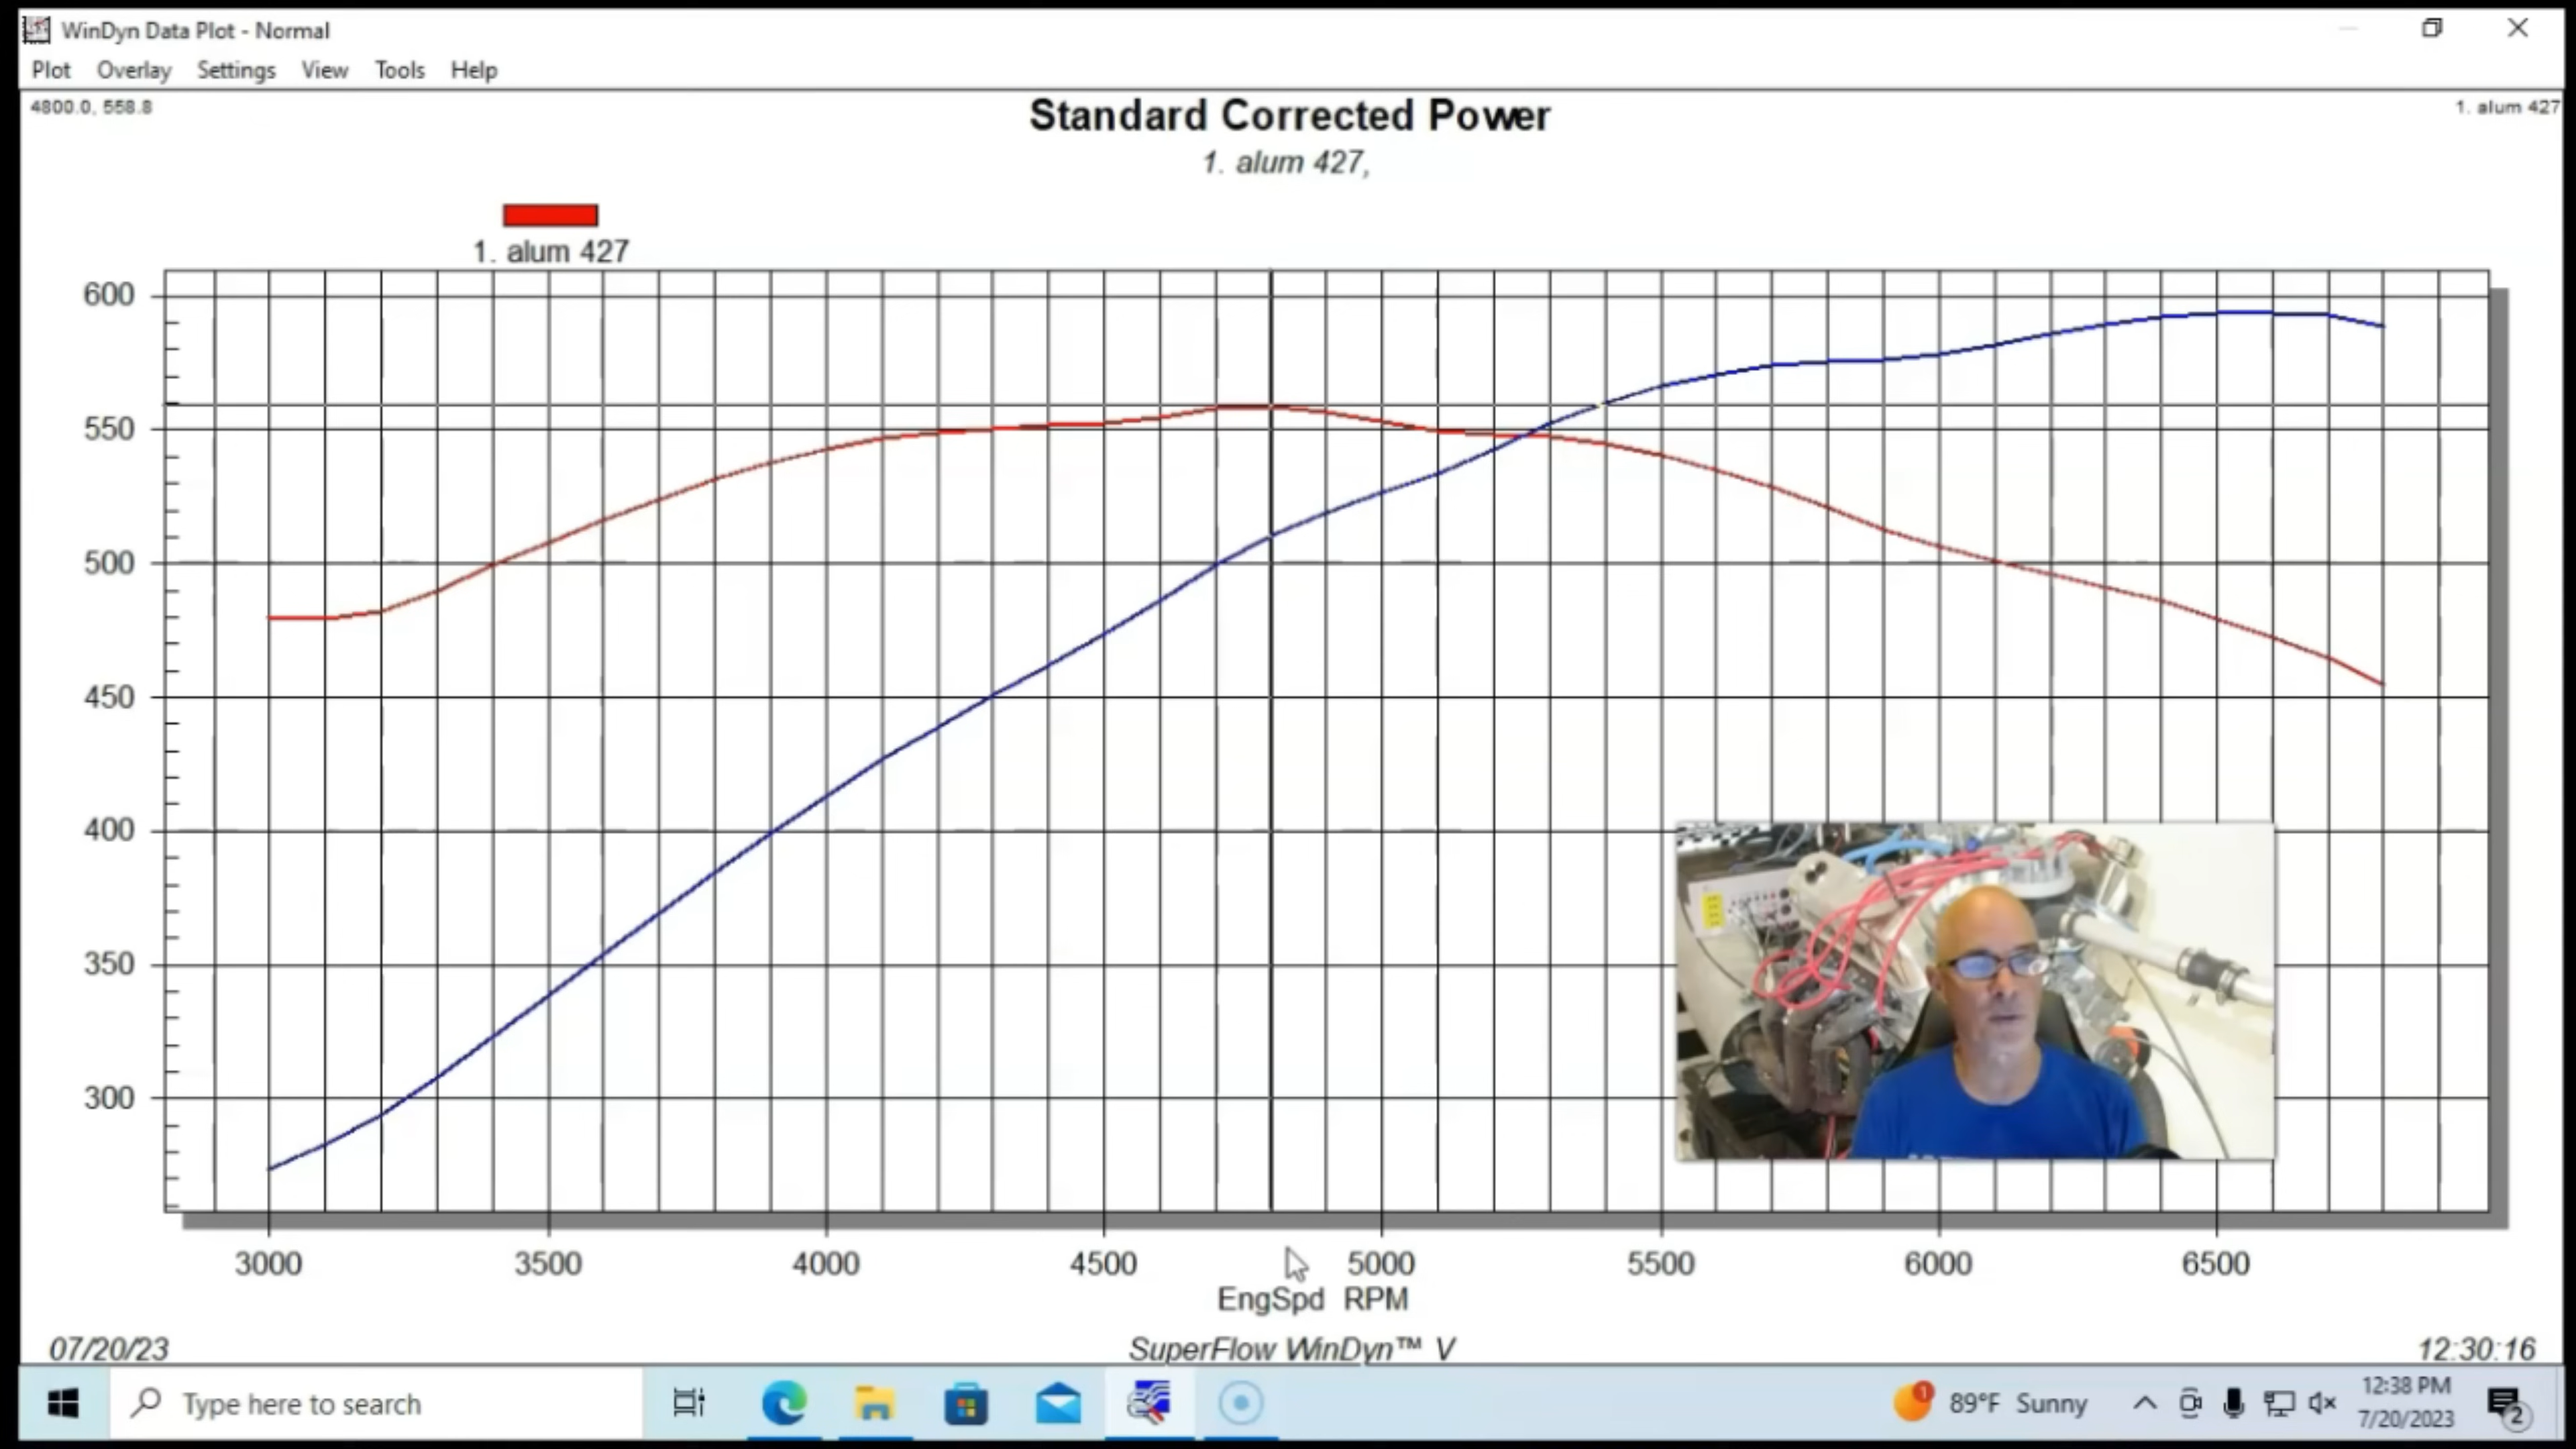 WinDyn Data Plot - Normal
Plot Overlay Settings View Tools Help
4800.0, 558.8
Standard Corrected Power
1. alum 427
1. alum 427,
1. alum 427
600
550
500
450
400
350
300
3000 3500 4000 4500 5000 5500 6000 6500
EngSpd RPM
07/20/23
SuperFlow WinDyn™ V
12:30:16
Type here to search
1
89°F Sunny
12:38 PM
7/20/2023
2